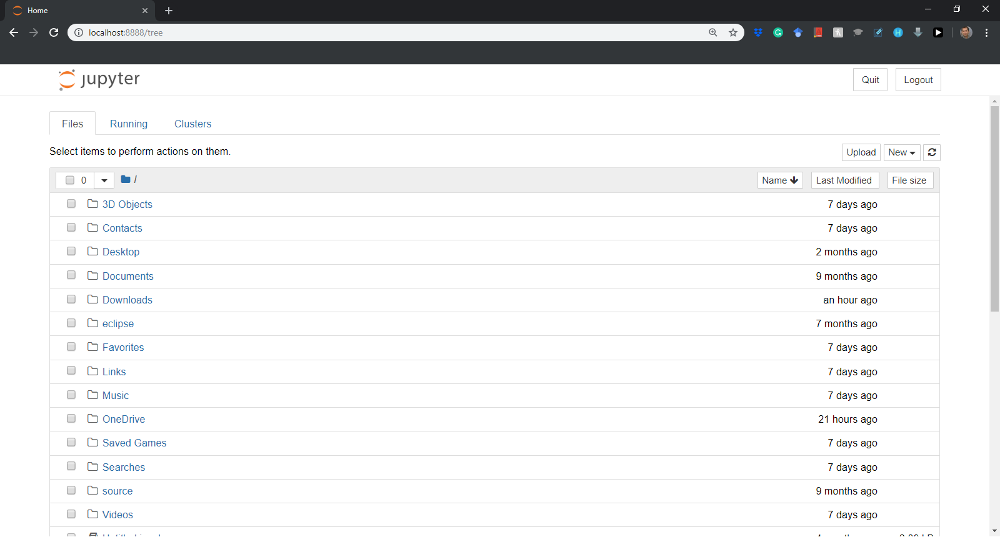 Home
localhost:8888/tree
jupyter
Quit
Logout
Files
Running
Clusters
Select items to perform actions on them.
Upload
New
0
/
Name
Last Modified
File size
3D Objects 7 days ago
Contacts 7 days ago
Desktop 2 months ago
Documents 9 months ago
Downloads an hour ago
eclipse 7 months ago
Favorites 7 days ago
Links 7 days ago
Music 7 days ago
OneDrive 21 hours ago
Saved Games 7 days ago
Searches 7 days ago
source 9 months ago
Videos 7 days ago